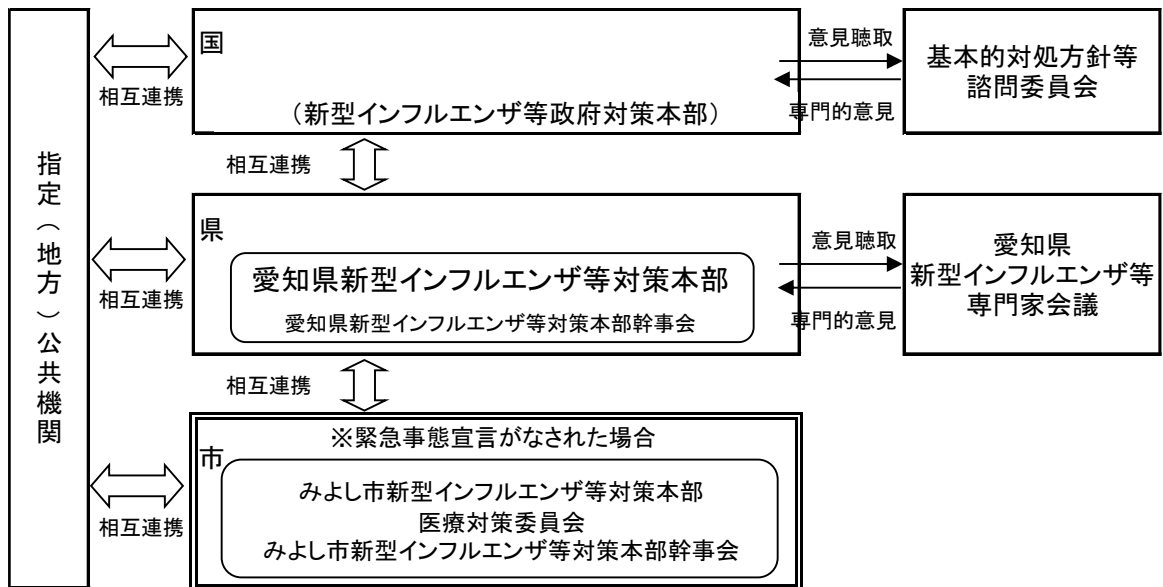 指定（地方）公共機関
相互連携
国
（新型インフルエンザ等政府対策本部）
意見聴取
専門的意見
基本的対処方針等
諮問委員会
相互連携
相互連携
県
愛知県新型インフルエンザ等対策本部
愛知県新型インフルエンザ等対策本部幹事会
意見聴取
専門的意見
愛知県
新型インフルエンザ等
専門家会議
相互連携
相互連携
市
※緊急事態宣言がなされた場合
みよし市新型インフルエンザ等対策本部
医療対策委員会
みよし市新型インフルエンザ等対策本部幹事会